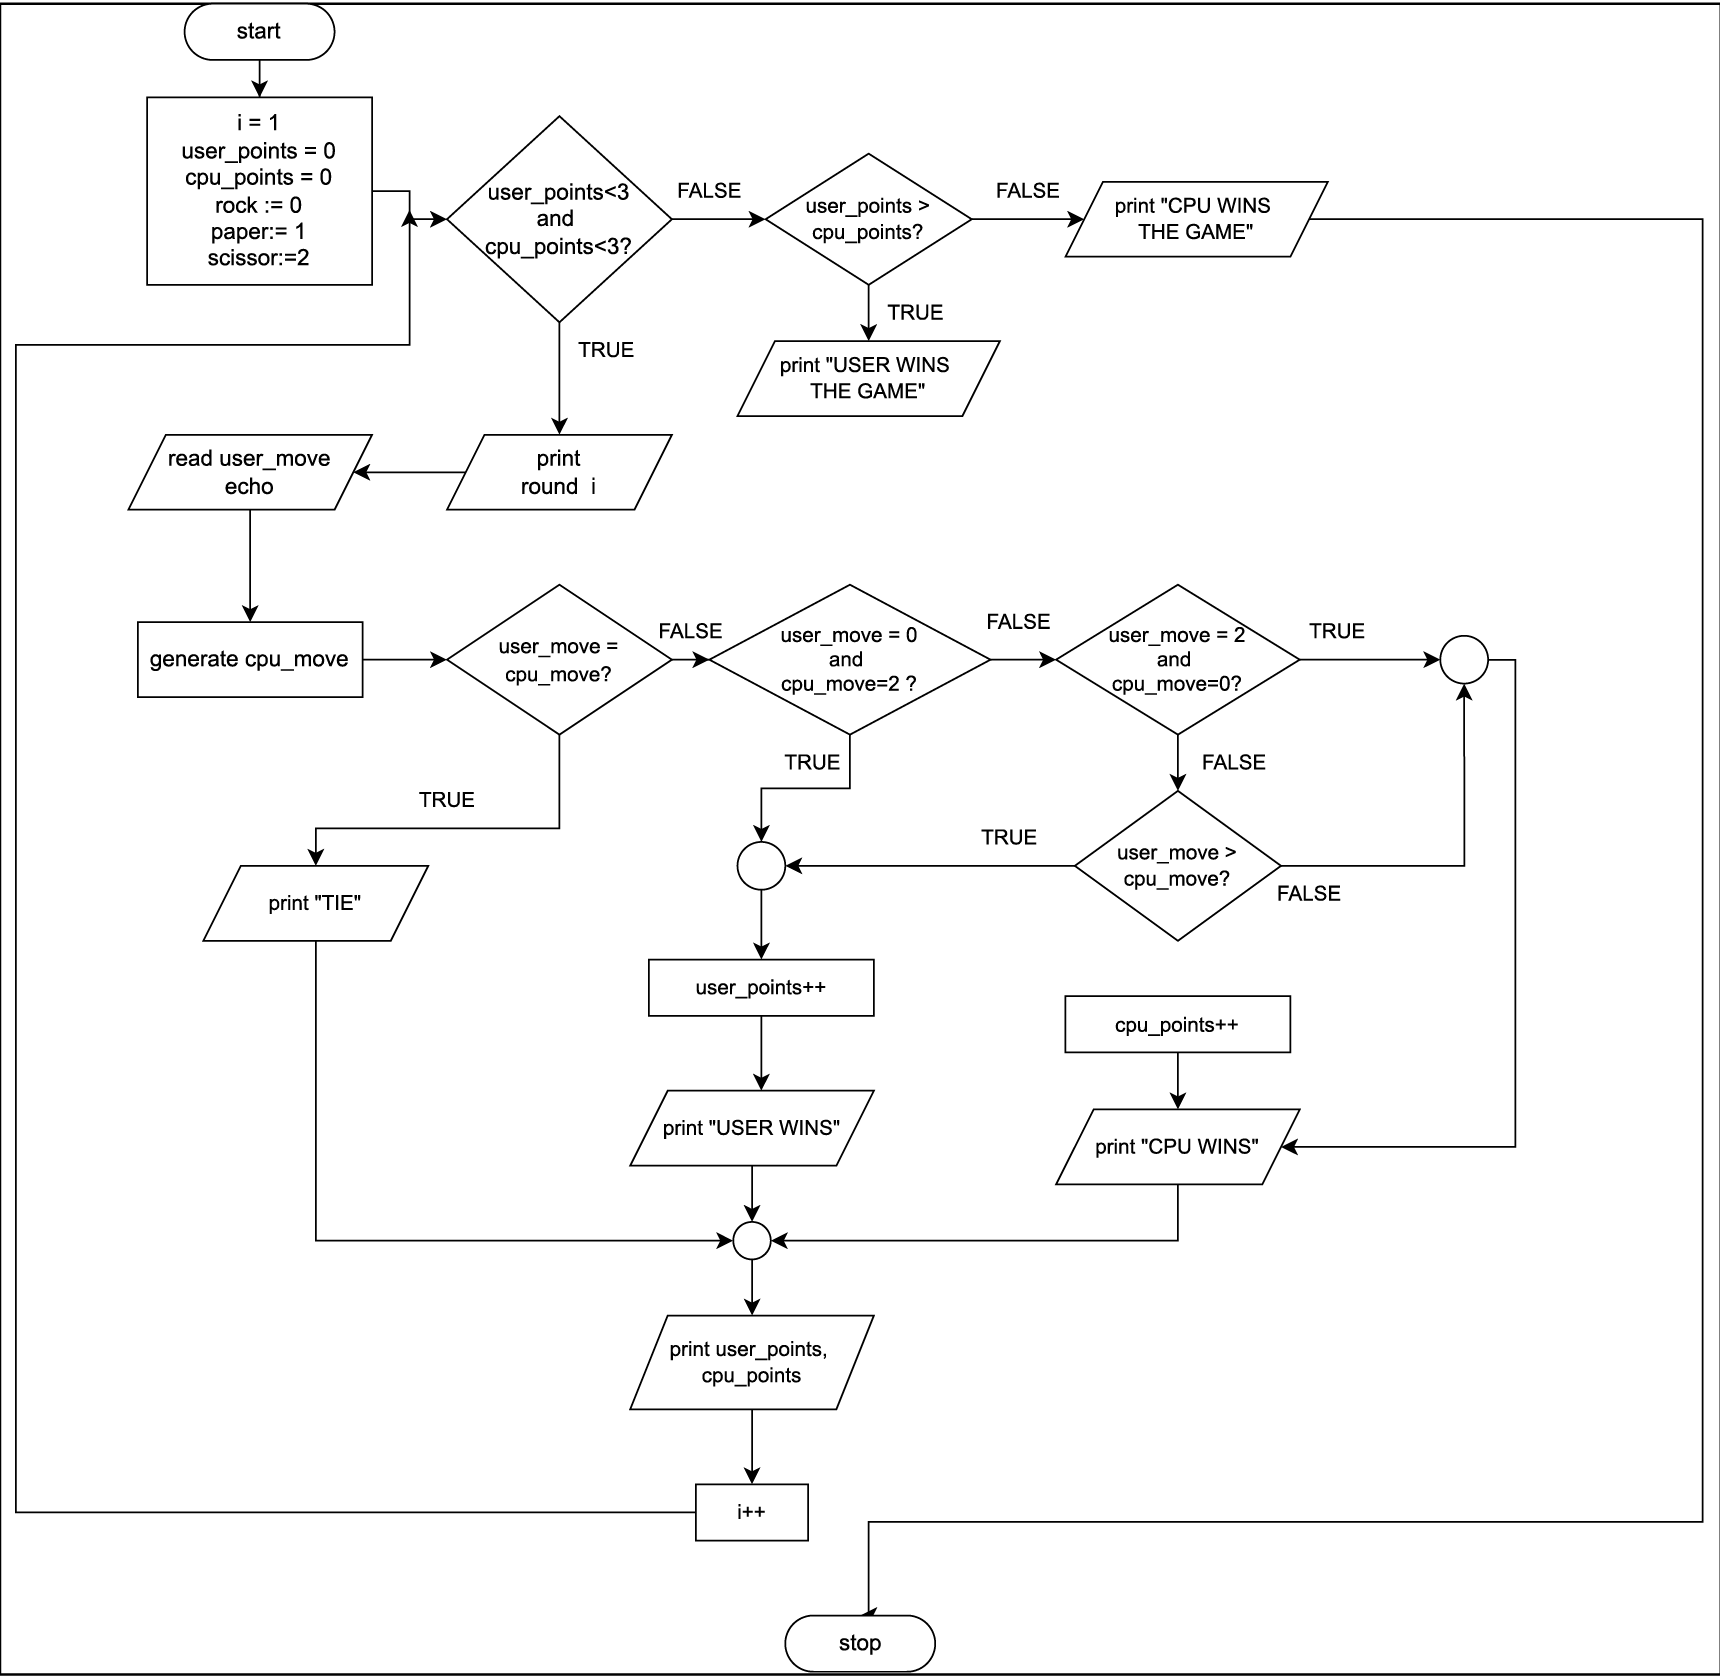 start
i = 1
user_points = 0
cpu_points = 0
rock := 0
paper:= 1
scissor:=2
user_points<3
and
cpu_points<3?
FALSE
user_points >
cpu_points?
FALSE
print "CPU WINS
THE GAME"
TRUE
print "USER WINS
THE GAME"
TRUE
print
round i
read user_move
echo
generate cpu_move
user_move =
cpu_move?
FALSE
user_move = 0
and
cpu_move=2 ?
FALSE
user_move = 2
and
cpu_move=0?
TRUE
TRUE
TRUE
FALSE
user_move >
cpu_move?
TRUE
FALSE
print "TIE"
user_points++
cpu_points++
print "USER WINS"
print "CPU WINS"
print user_points,
cpu_points
i++
stop